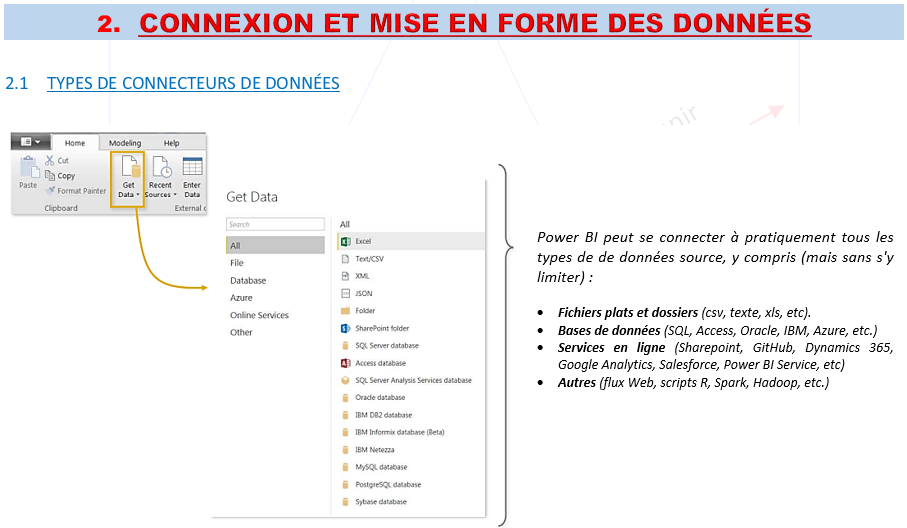 2. CONNEXION ET MISE EN FORME DES DONNÉES
2.1 TYPES DE CONNECTEURS DE DONNÉES
Home Modeling Help
Paste
Cut
Copy
Format Painter
Clipboard
Get Data
Recent Sources
Enter Data
External
Get Data
Search
All
File
Database
Azure
Online Services
Other
All
Excel
Text/CSV
XML
JSON
Folder
SharePoint folder
SQL Server database
Access database
SQL Server Analysis Services database
Oracle database
IBM DB2 database
IBM Informix database (Beta)
IBM Netezza
MySQL database
PostgreSQL database
Sybase database
Power BI peut se connecter à pratiquement tous les
types de de données source, y compris (mais sans s'y
limiter) :
• Fichiers plats et dossiers (csv, texte, xls, etc).
• Bases de données (SQL, Access, Oracle, IBM, Azure, etc.)
• Services en ligne (Sharepoint, GitHub, Dynamics 365,
Google Analytics, Salesforce, Power BI Service, etc)
• Autres (flux Web, scripts R, Spark, Hadoop, etc.)